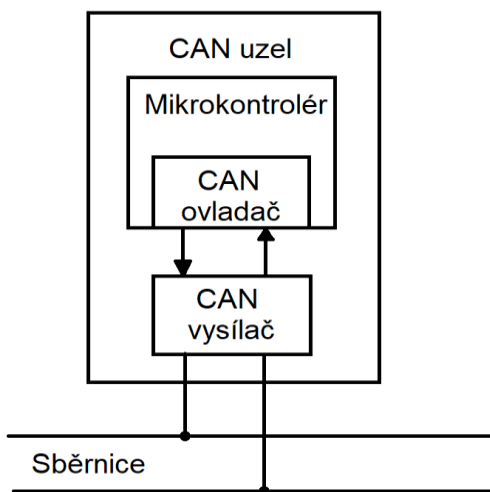 CAN uzel
Mikrokontrolér
CAN
ovladač
CAN
vysílač
Sběrnice